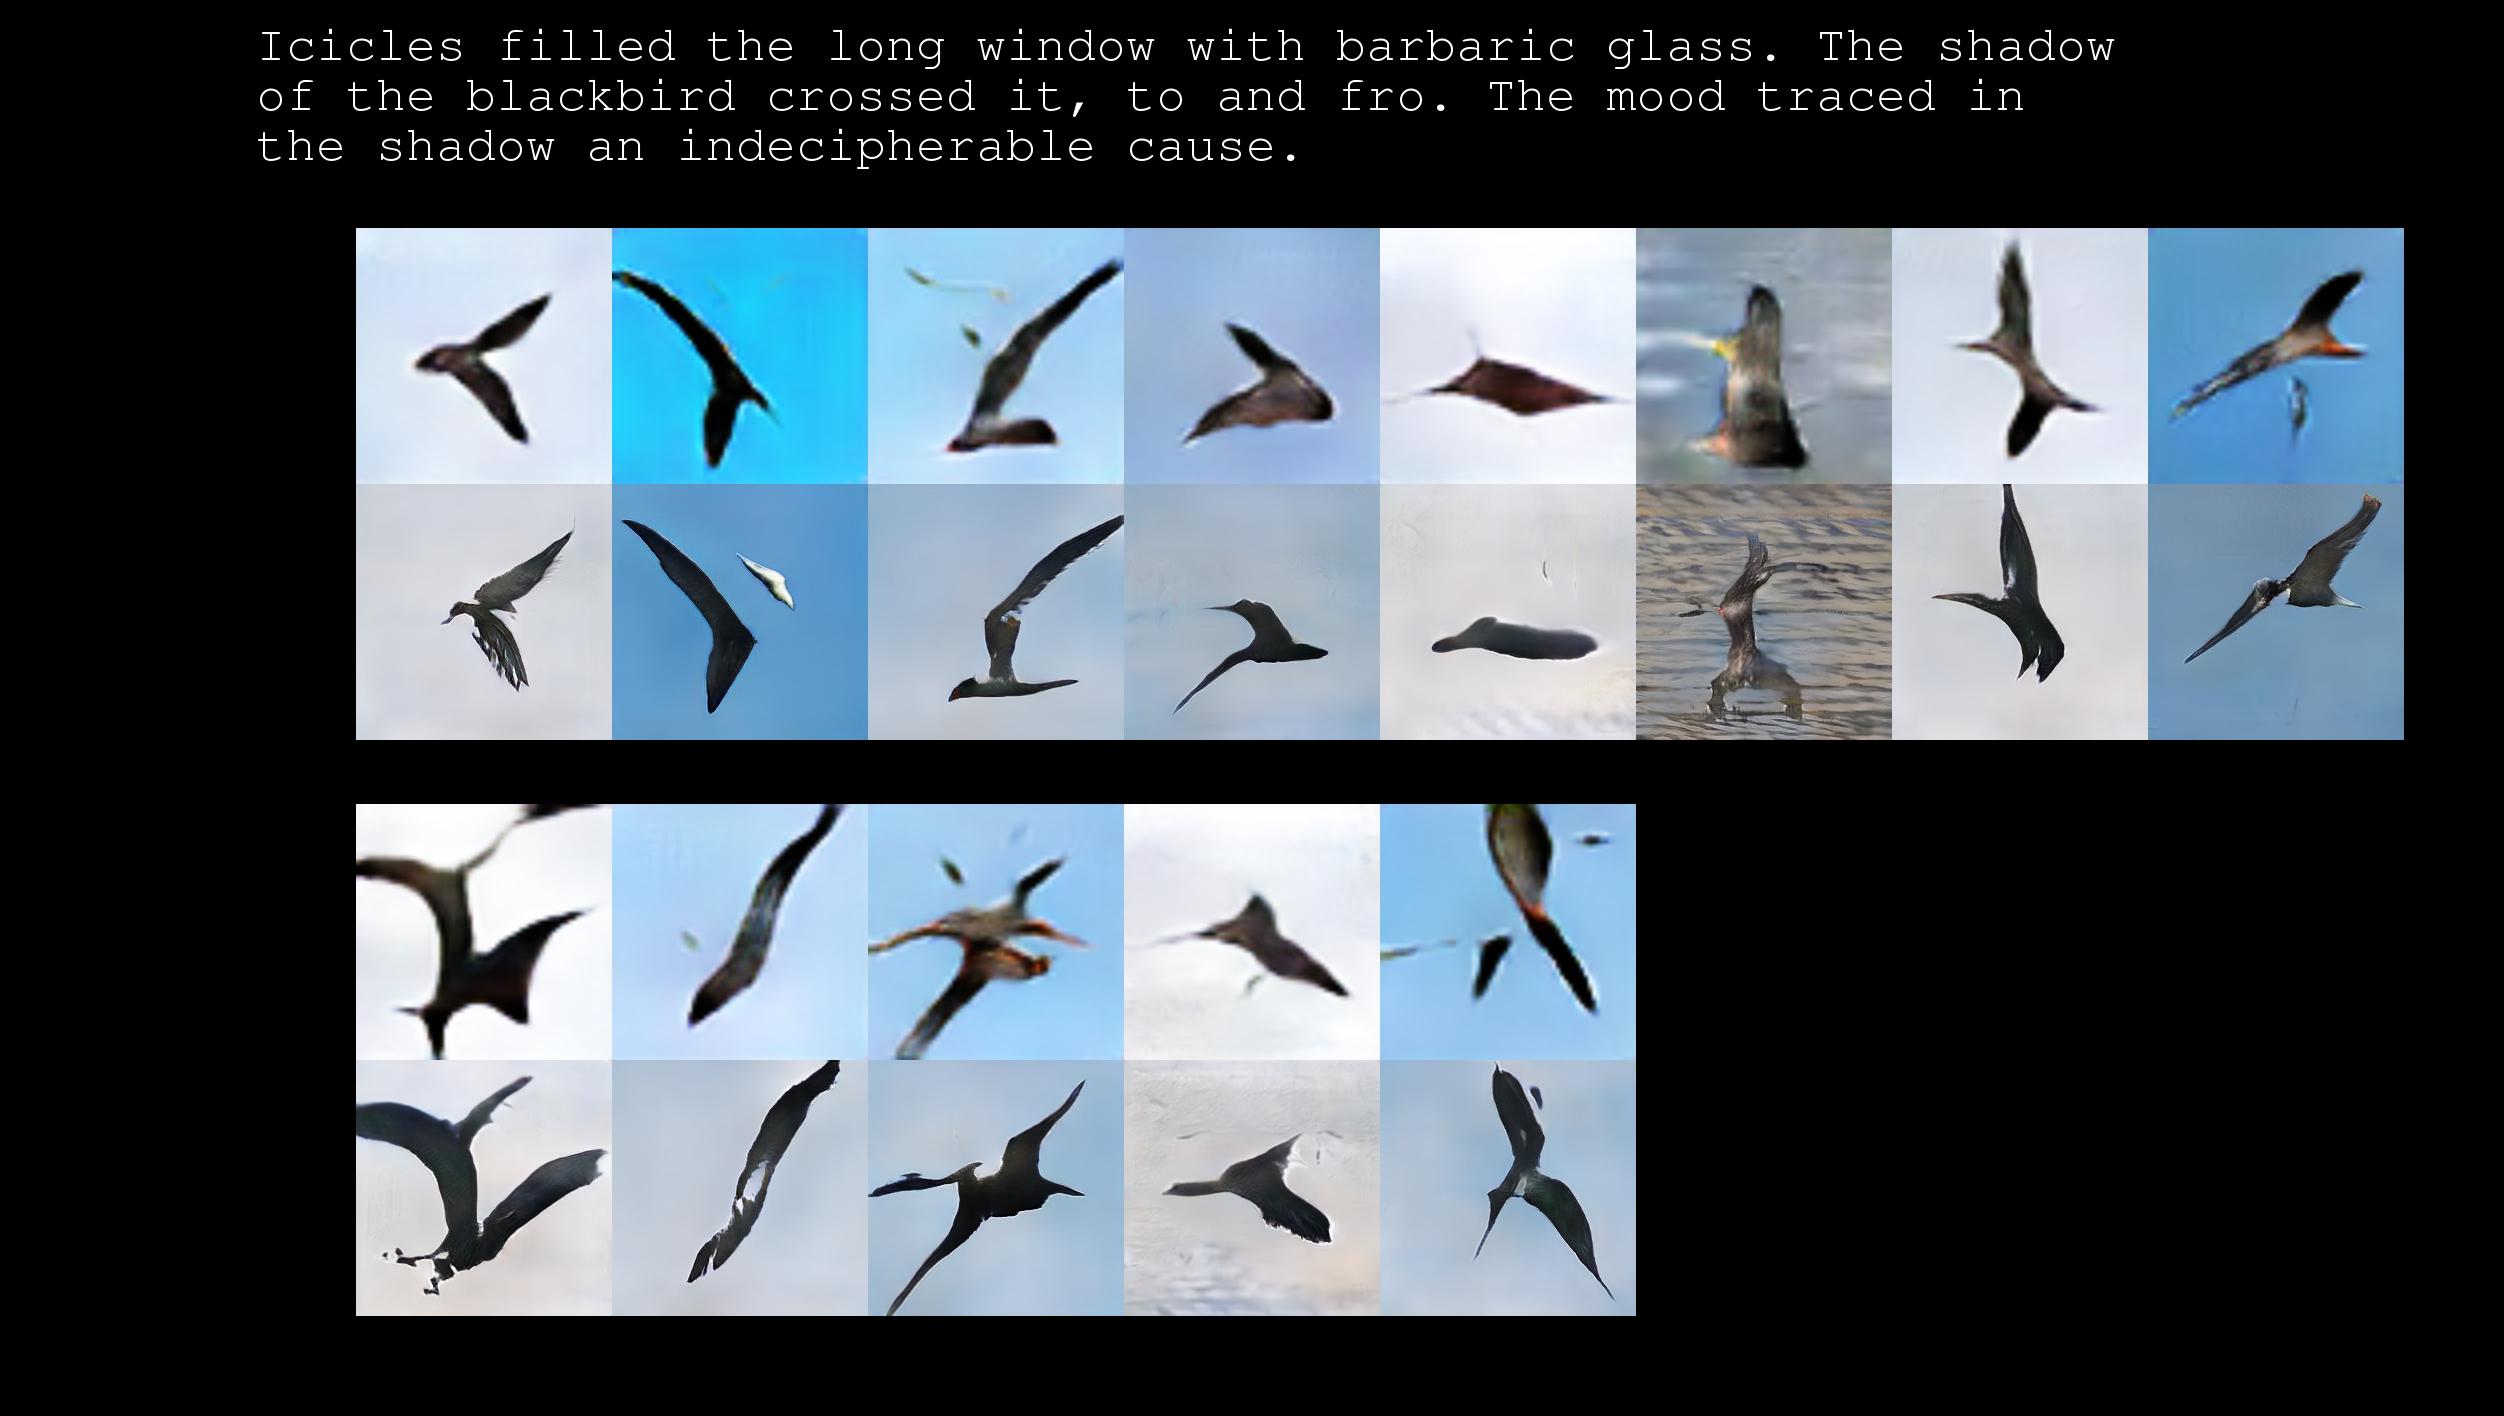 Icicles filled the long window with barbaric glass. The shadow
of the blackbird crossed it, to and fro. The mood traced in
the shadow an indecipherable cause.